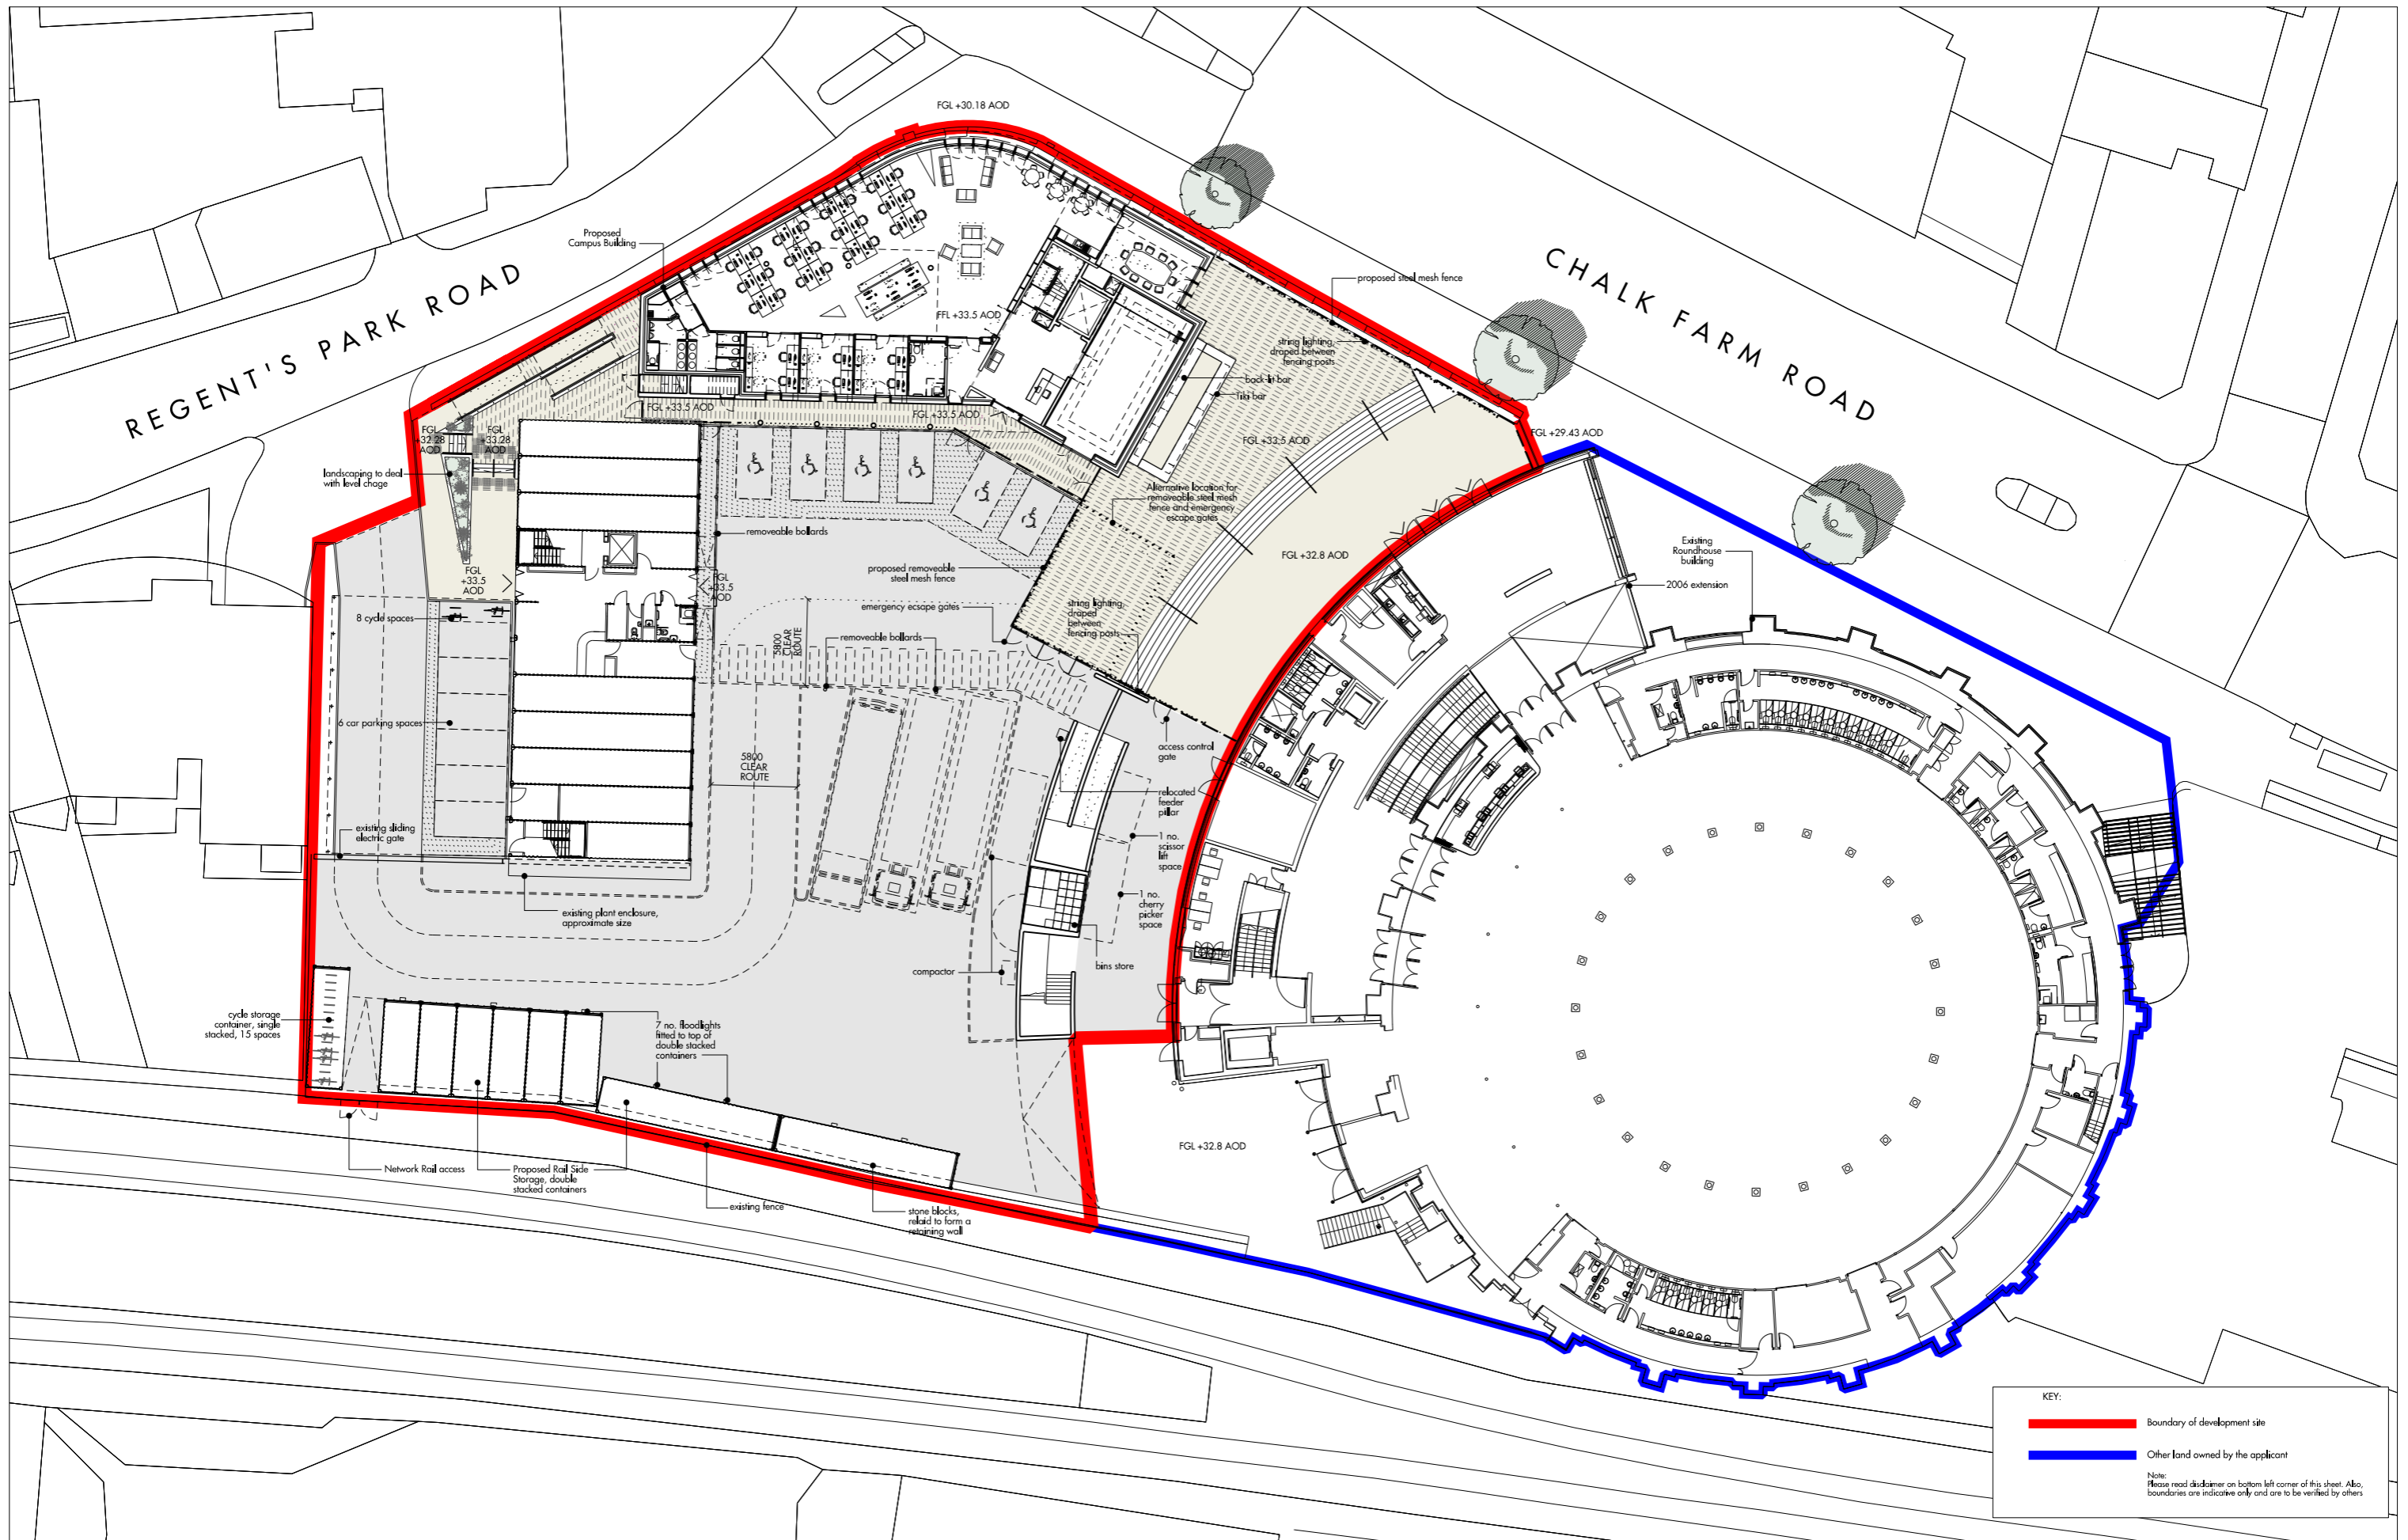 FGL +30.18 AOD
Proposed
Campus Building
REGENT'S PARK ROAD
CHALK FARM ROAD
proposed steel mesh fence
FFL +33.5 AOD
string lighting,
draped between
fencing posts
back-lit bar
Tiki bar
FGL +33.5 AOD
FGL +33.5 AOD
FGL +33.5 AOD
FGL
+32.28
AOD
FGL
+33.28
AOD
FGL +29.43 AOD
landscaping to deal
with level chage
Alternative location for
removeable steel mesh
fence and emergency
escape gates
removeable bollards
FGL +32.8 AOD
Existing
Roundhouse
building
2006 extension
proposed removeable
steel mesh fence
FGL
+33.5
AOD
FGL
+33.5
AOD
emergency ecsape gates
string lighting,
draped
between
fencing posts
8 cycle spaces
removeable bollards
5800
CLEAR
ROUTE
6 car parking spaces
access control
gate
5800
CLEAR
ROUTE
relocated
feeder
pillar
existing sliding
electric gate
1 no.
scissor
lift
space
1 no.
cherry
picker
space
existing plant enclosure,
approximate size
compactor
bins store
cycle storage
container, single
stacked, 15 spaces
7 no. floodlights
fitted to top of
double stacked
containers
FGL +32.8 AOD
Network Rail access
Proposed Rail Side
Storage, double
stacked containers
existing fence
stone blocks,
relaid to form a
retaining wall
KEY:
Boundary of development site
Other land owned by the applicant
Note:
Please read disclaimer on bottom left corner of this sheet. Also,
boundaries are indicative only and are to be verified by others